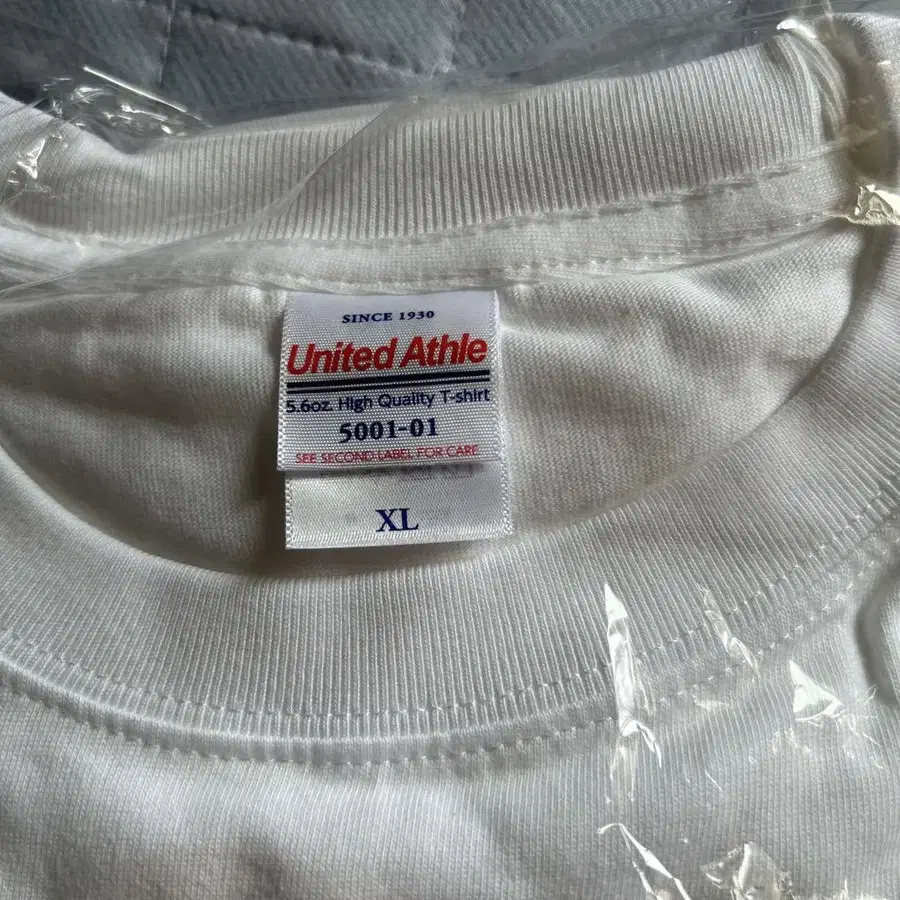 SINCE 1930
United Athle
5.6oz. High Quality T-shirt
5001-01
SEE SECOND LABEL FOR CARE
XL